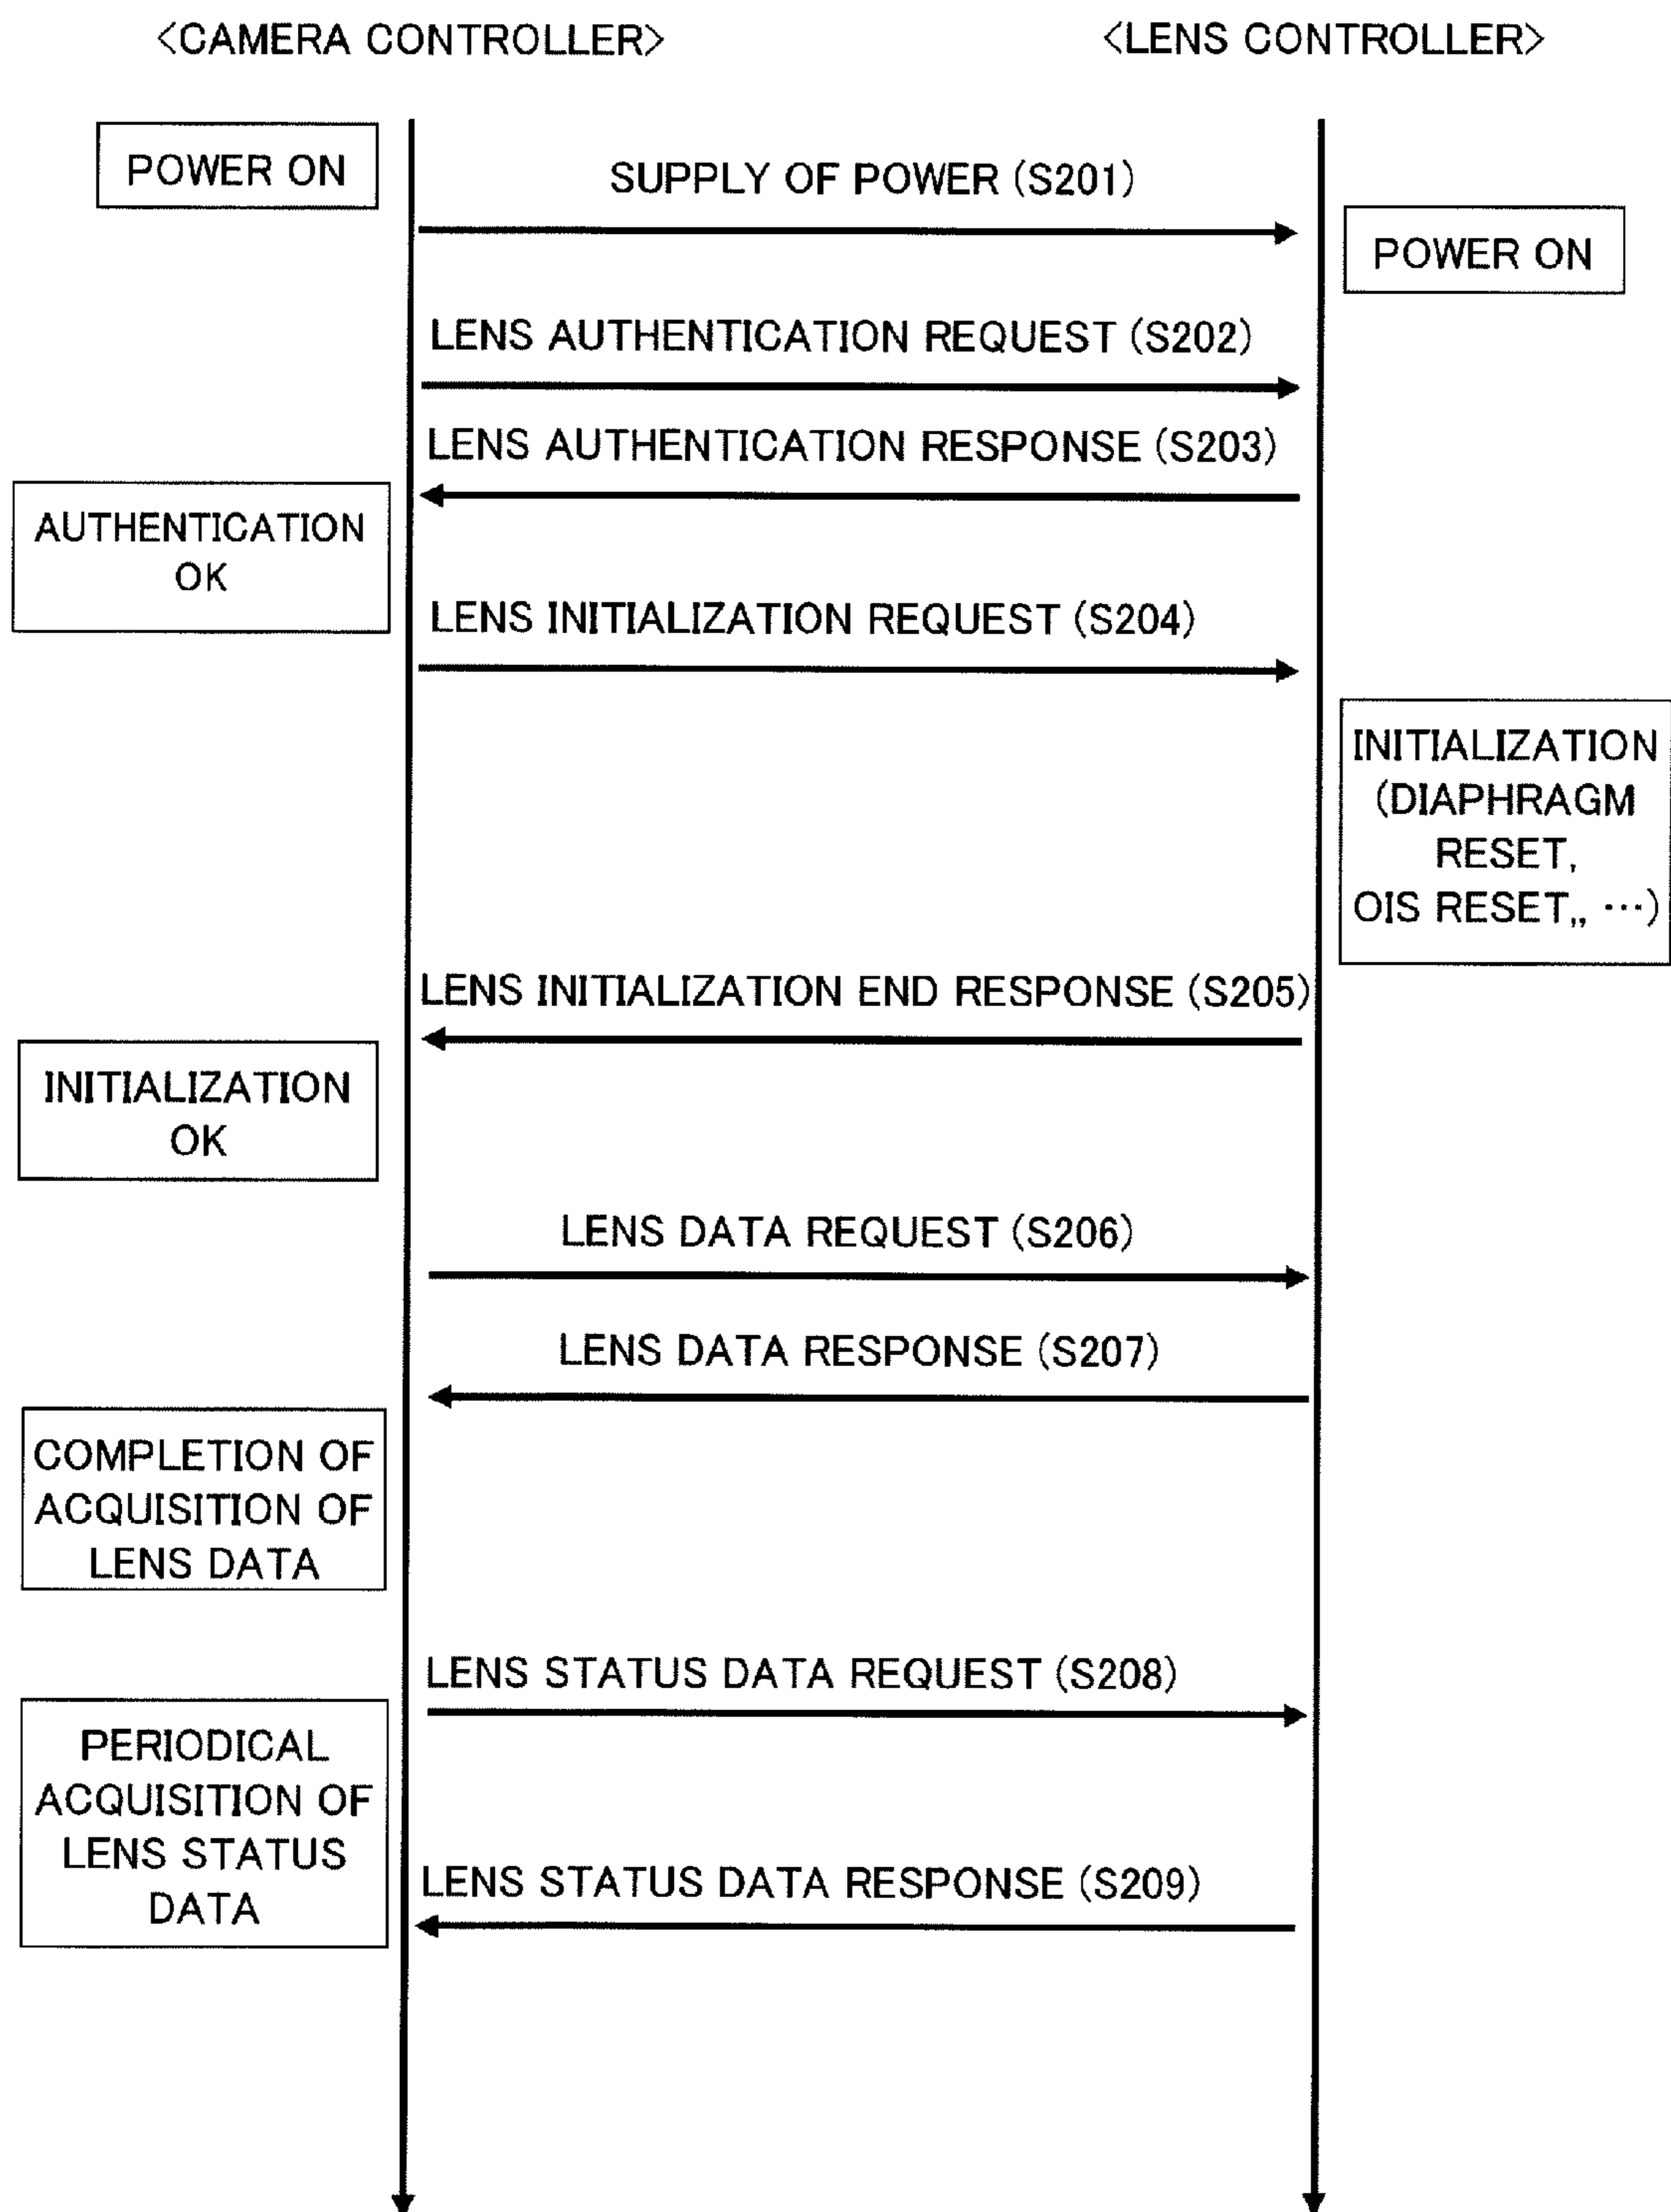 <CAMERA CONTROLLER>
<LENS CONTROLLER>
POWER ON
SUPPLY OF POWER (S201)
POWER ON
LENS AUTHENTICATION REQUEST (S202)
LENS AUTHENTICATION RESPONSE (S203)
AUTHENTICATION
OK
LENS INITIALIZATION REQUEST (S204)
INITIALIZATION
(DIAPHRAGM
RESET,
OIS RESET,, ···)
LENS INITIALIZATION END RESPONSE (S205)
INITIALIZATION
OK
LENS DATA REQUEST (S206)
LENS DATA RESPONSE (S207)
COMPLETION OF
ACQUISITION OF
LENS DATA
LENS STATUS DATA REQUEST (S208)
PERIODICAL
ACQUISITION OF
LENS STATUS
DATA
LENS STATUS DATA RESPONSE (S209)